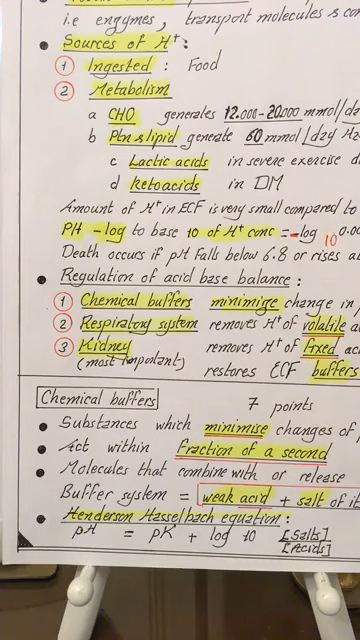 i.e enzymes, transport molecules &
• Sources of H⁺:
① Ingested: Food
② Metabolism
a CHO generates 12.000-20000 mmol/d
b Ptn & lipid generate 60 mmol/day H
c Lactic acids in severe exercise
d ketoacids in DM
Amount of H⁺ in ECF is very small compared to
PH -log to base 10 of H⁺ conc = -log 10 0.0
Death occurs if pH falls below 6.8 or rises
• Regulation of acid base balance:
① Chemical buffers minimize change in
② Respiratory system removes H⁺ of volatile
③ Kidney removes H⁺ of fixed
(most important) restores ECF buffers
Chemical buffers 7 points
• Substances which minimise changes of
• Act within fraction of a second
• Molecules that combine with or release
Buffer system = weak acid + salt of it
• Henderson Hasselbach equation:
pH = pK + log 10 [Salts]
[Acids]